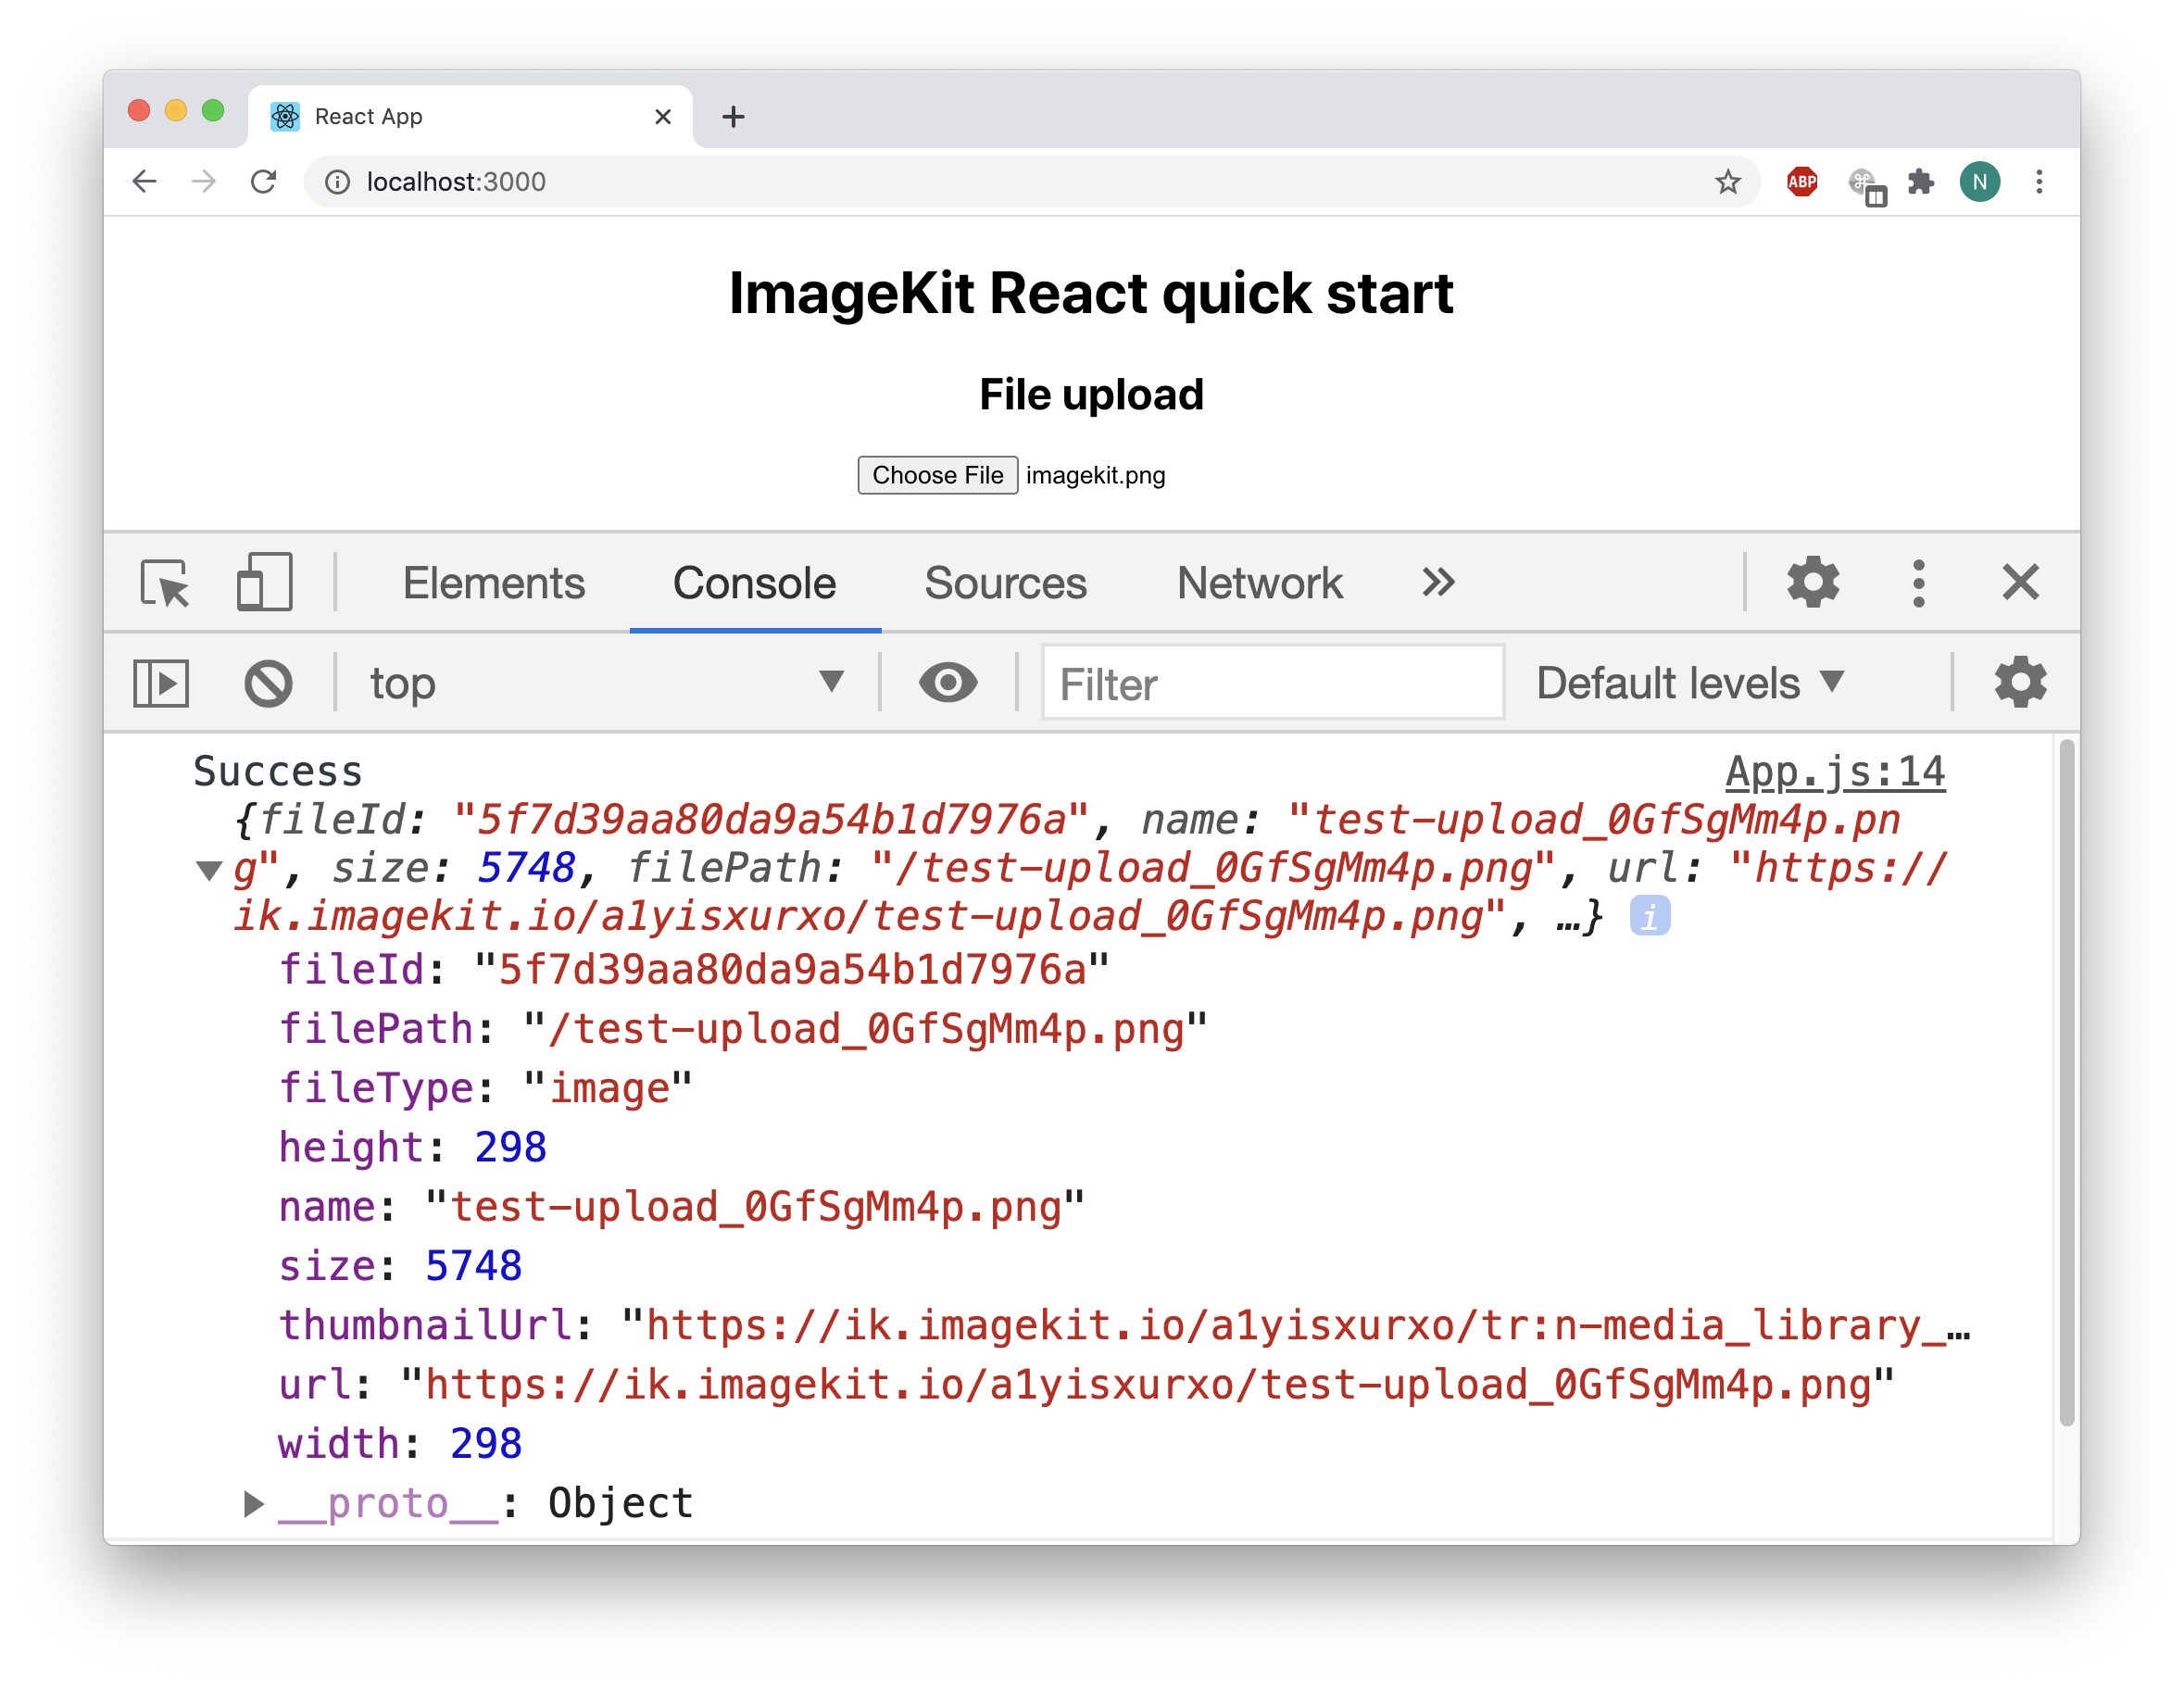 React App
localhost:3000
ABP
N
ImageKit React quick start
File upload
Choose File imagekit.png
Elements Console Sources Network
top Filter Default levels
Success App.js:14
{fileId: "5f7d39aa80da9a54b1d7976a", name: "test-upload_0GfSgMm4p.pn
g", size: 5748, filePath: "/test-upload_0GfSgMm4p.png", url: "https://
ik.imagekit.io/a1yisxurxo/test-upload_0GfSgMm4p.png", …} i
fileId: "5f7d39aa80da9a54b1d7976a"
filePath: "/test-upload_0GfSgMm4p.png"
fileType: "image"
height: 298
name: "test-upload_0GfSgMm4p.png"
size: 5748
thumbnailUrl: "https://ik.imagekit.io/a1yisxurxo/tr:n-media_library_…
url: "https://ik.imagekit.io/a1yisxurxo/test-upload_0GfSgMm4p.png"
width: 298
__proto__: Object